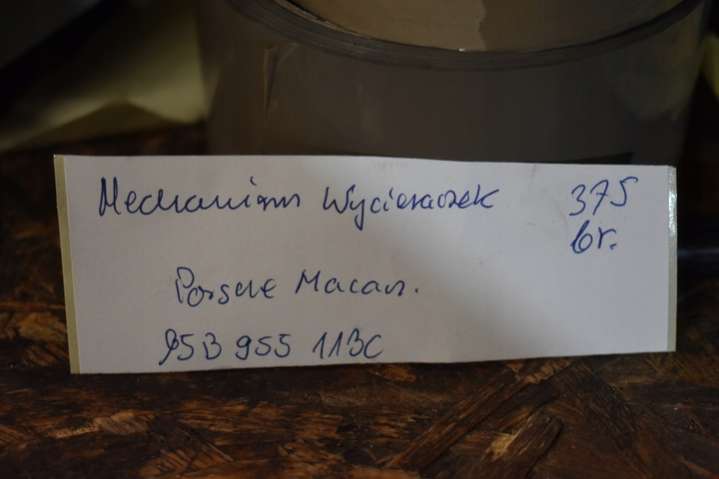 Mechanizm Wycieraczek 375
br.
Porsche Macan.
95B 955 113C